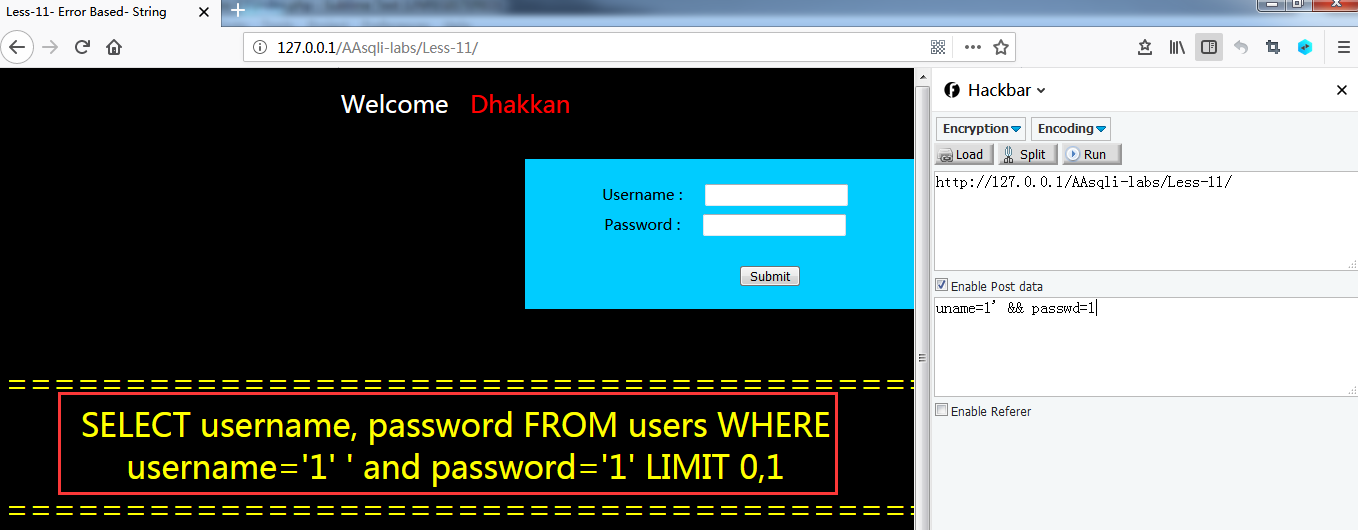 Less-11- Error Based- String
127.0.0.1/AAsqli-labs/Less-11/
Hackbar
Encryption Encoding
Load Split Run
http://127.0.0.1/AAsqli-labs/Less-11/
Enable Post data
uname=1' && passwd=1
Enable Referer
Welcome Dhakkan
Username :
Password :
Submit
=======================================
SELECT username, password FROM users WHERE
username='1' ' and password='1' LIMIT 0,1
=======================================